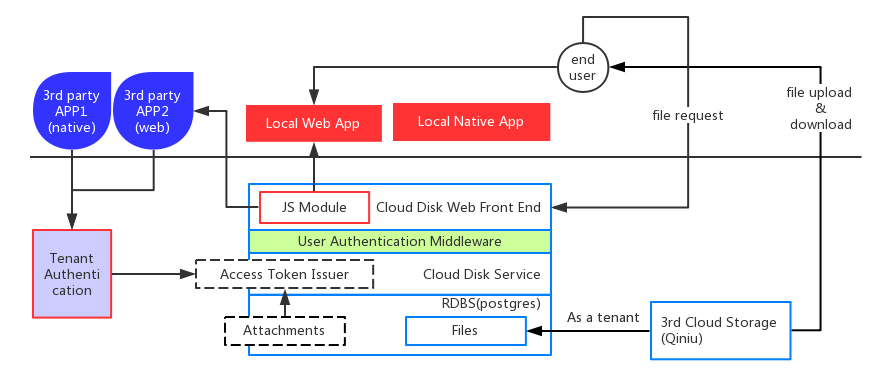 end
user
3rd party
APP1
(native)
3rd party
APP2
(web)
file upload
&
download
Local Web App
Local Native App
file request
JS Module
Cloud Disk Web Front End
User Authentication Middleware
Tenant
Authenti
cation
Access Token Issuer
Cloud Disk Service
RDBS(postgres)
Attachments
Files
As a tenant
3rd Cloud Storage
(Qiniu)